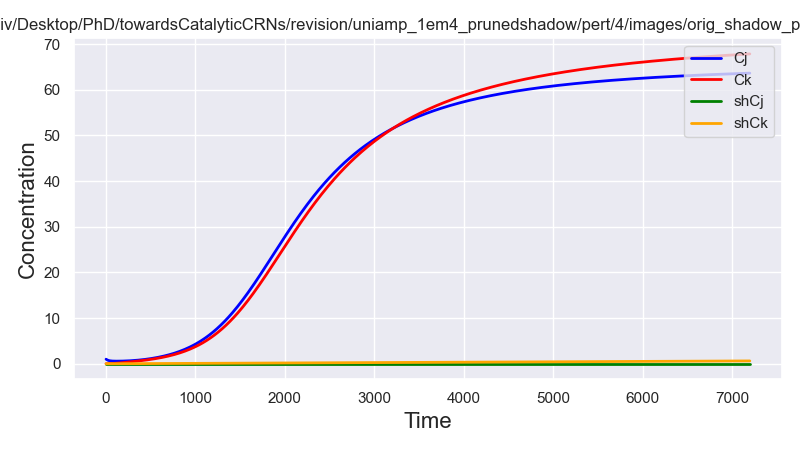 iv/Desktop/PhD/towardsCatalyticCRNs/revision/uniamp_1em4_prunedshadow/pert/4/images/orig_shadow_p
70
60
50
40
30
20
10
0
Concentration
Cj
Ck
shCj
shCk
0 1000 2000 3000 4000 5000 6000 7000
Time